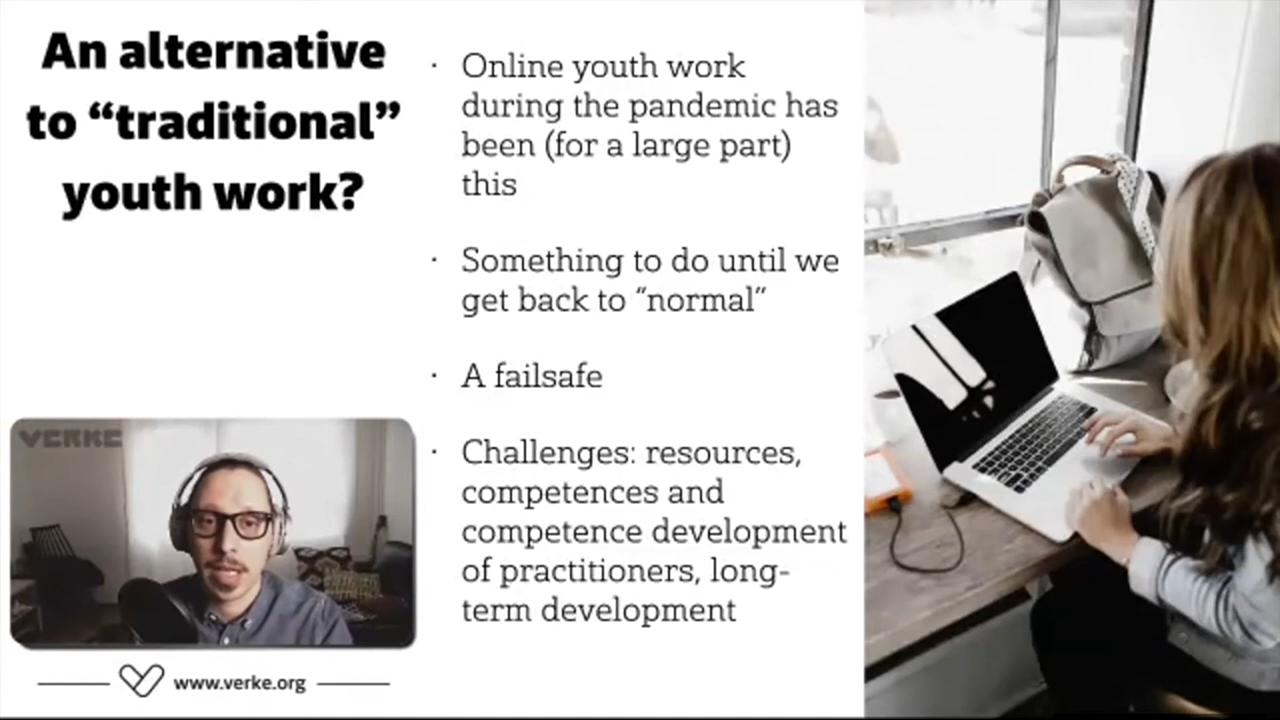 An alternative
to “traditional”
youth work?
· Online youth work
during the pandemic has
been (for a large part)
this
· Something to do until we
get back to “normal”
· A failsafe
· Challenges: resources,
competences and
competence development
of practitioners, long-
term development
VERKE
www.verke.org